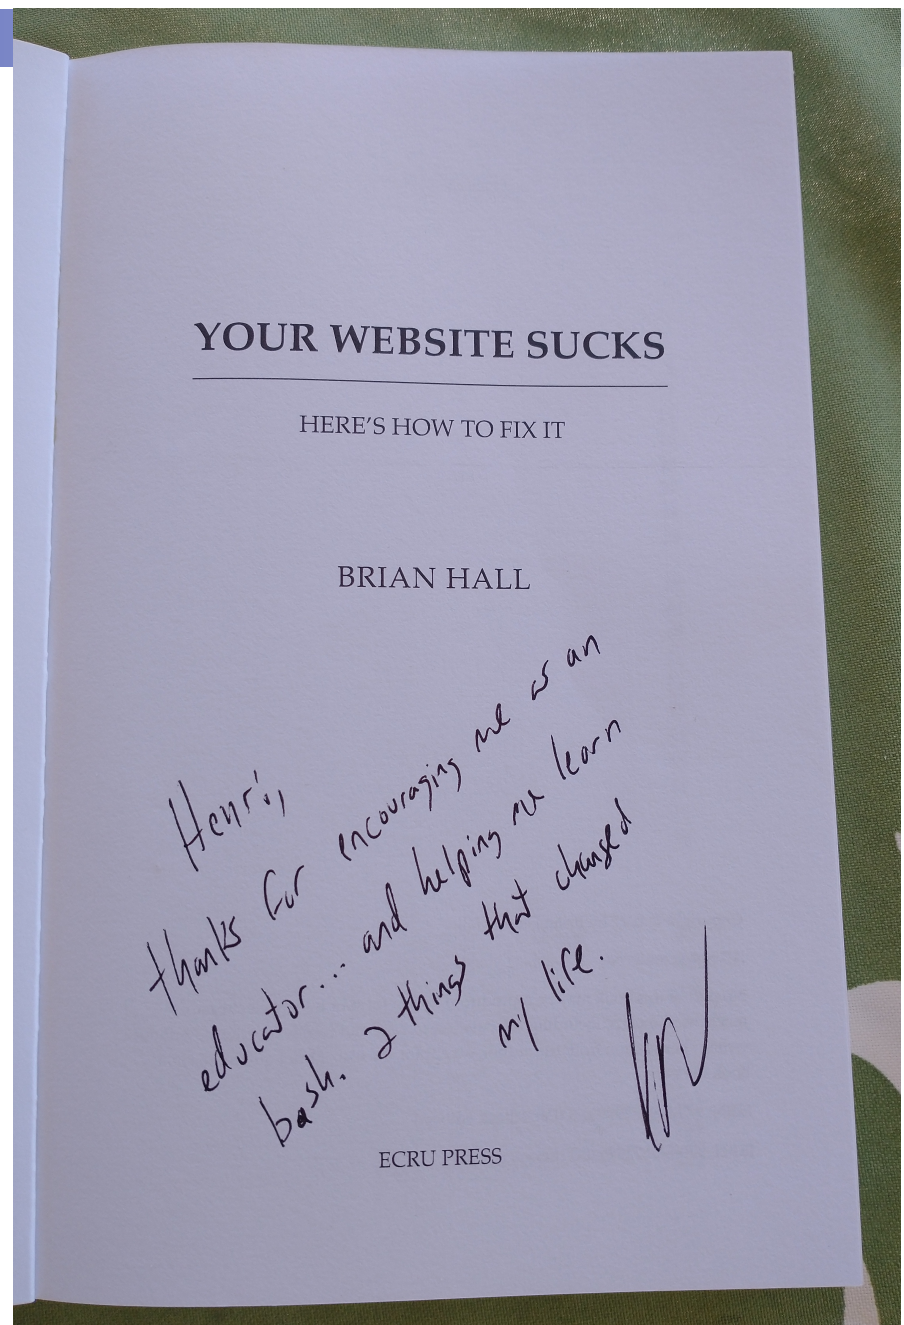 YOUR WEBSITE SUCKS
HERE'S HOW TO FIX IT
BRIAN HALL
Henri,
thanks for encouraging me as an
educator... and helping me learn
bash. 2 things that changed
my life.
ECRU PRESS